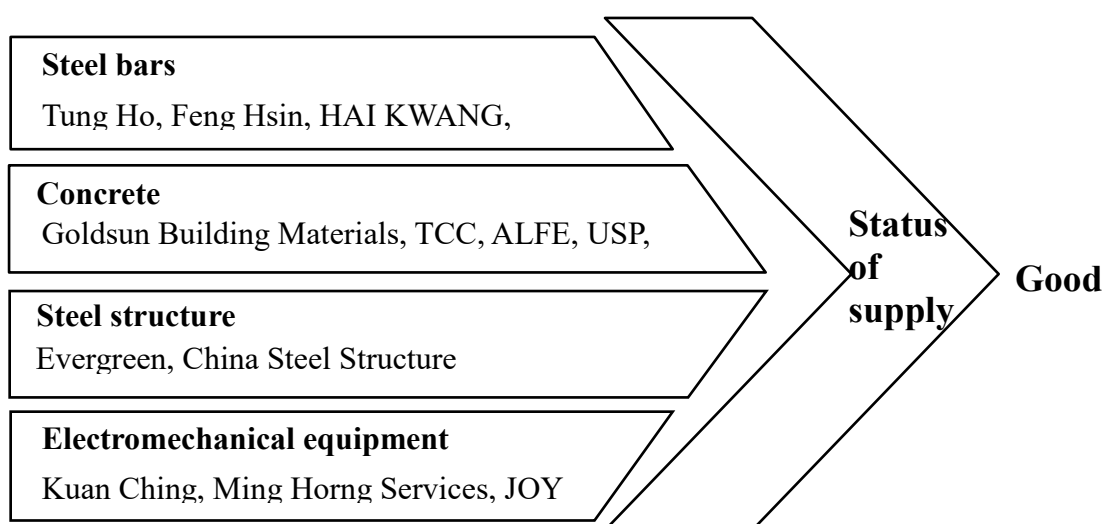 Steel bars
Tung Ho, Feng Hsin, HAI KWANG,
Concrete
Goldsun Building Materials, TCC, ALFE, USP,
Steel structure
Evergreen, China Steel Structure
Electromechanical equipment
Kuan Ching, Ming Horng Services, JOY
Status
of
supply
Good